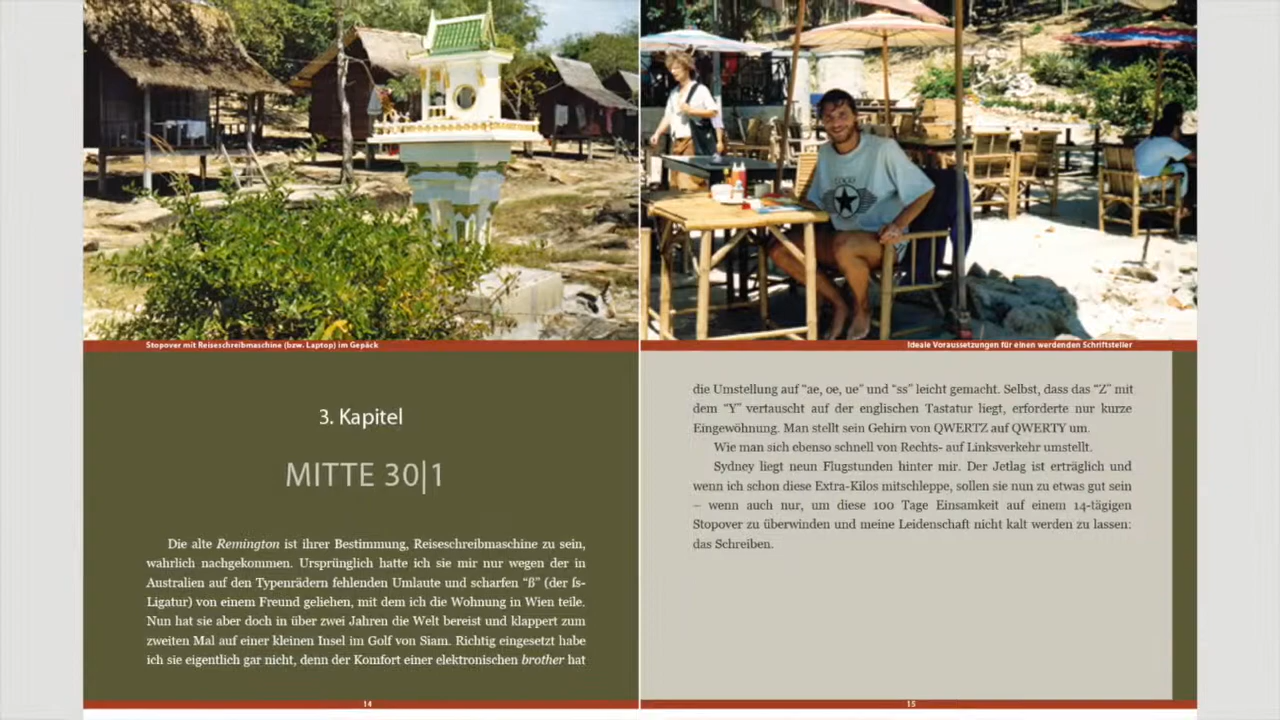 Stopover mit Reiseschreibmaschine (bzw. Laptop) im Gepäck
3. Kapitel
MITTE 30|1
Die alte Remington ist ihrer Bestimmung, Reiseschreibmaschine zu sein,
wahrlich nachgekommen. Ursprünglich hatte ich sie mir nur wegen der in
Australien auf den Typenrädern fehlenden Umlaute und scharfen “ß” (der ſs-
Ligatur) von einem Freund geliehen, mit dem ich die Wohnung in Wien teile.
Nun hat sie aber doch in über zwei Jahren die Welt bereist und klappert zum
zweiten Mal auf einer kleinen Insel im Golf von Siam. Richtig eingesetzt habe
ich sie eigentlich gar nicht, denn der Komfort einer elektronischen brother hat
14
Ideale Voraussetzungen für einen werdenden Schriftsteller
die Umstellung auf “ae, oe, ue” und “ss” leicht gemacht. Selbst, dass das “Z” mit
dem “Y” vertauscht auf der englischen Tastatur liegt, erforderte nur kurze
Eingewöhnung. Man stellt sein Gehirn von QWERTZ auf QWERTY um.
Wie man sich ebenso schnell von Rechts- auf Linksverkehr umstellt.
Sydney liegt neun Flugstunden hinter mir. Der Jetlag ist erträglich und
wenn ich schon diese Extra-Kilos mitschleppe, sollen sie nun zu etwas gut sein
– wenn auch nur, um diese 100 Tage Einsamkeit auf einem 14-tägigen
Stopover zu überwinden und meine Leidenschaft nicht kalt werden zu lassen:
das Schreiben.
15